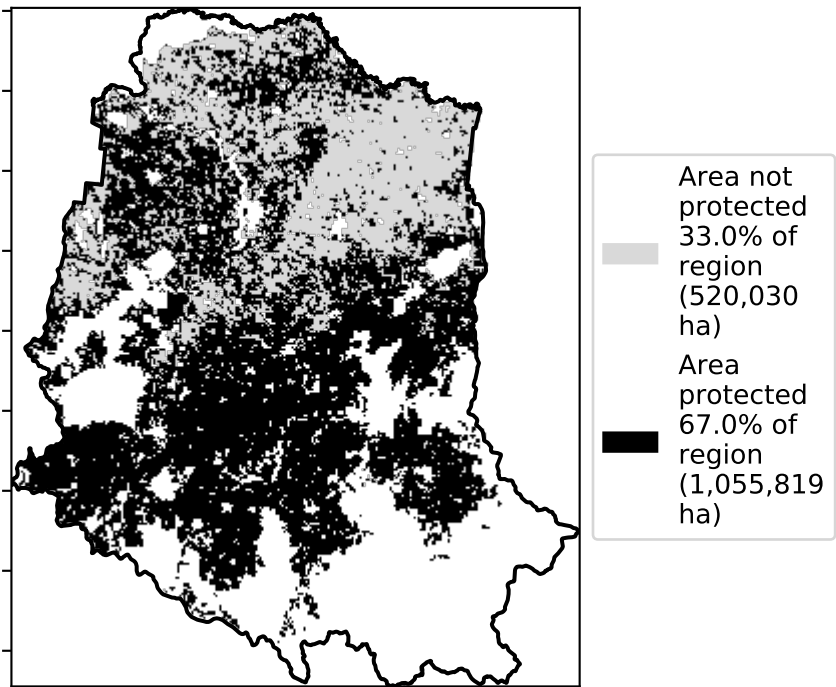 Area not
protected
33.0% of
region
(520,030
ha)
Area
protected
67.0% of
region
(1,055,819
ha)